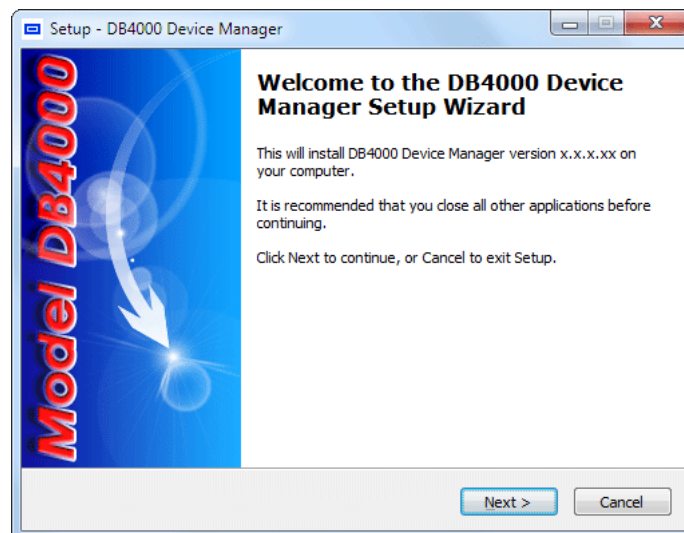 Setup - DB4000 Device Manager
Model DB4000
Welcome to the DB4000 Device
Manager Setup Wizard
This will install DB4000 Device Manager version x.x.x.xx on
your computer.
It is recommended that you close all other applications before
continuing.
Click Next to continue, or Cancel to exit Setup.
Next >
Cancel